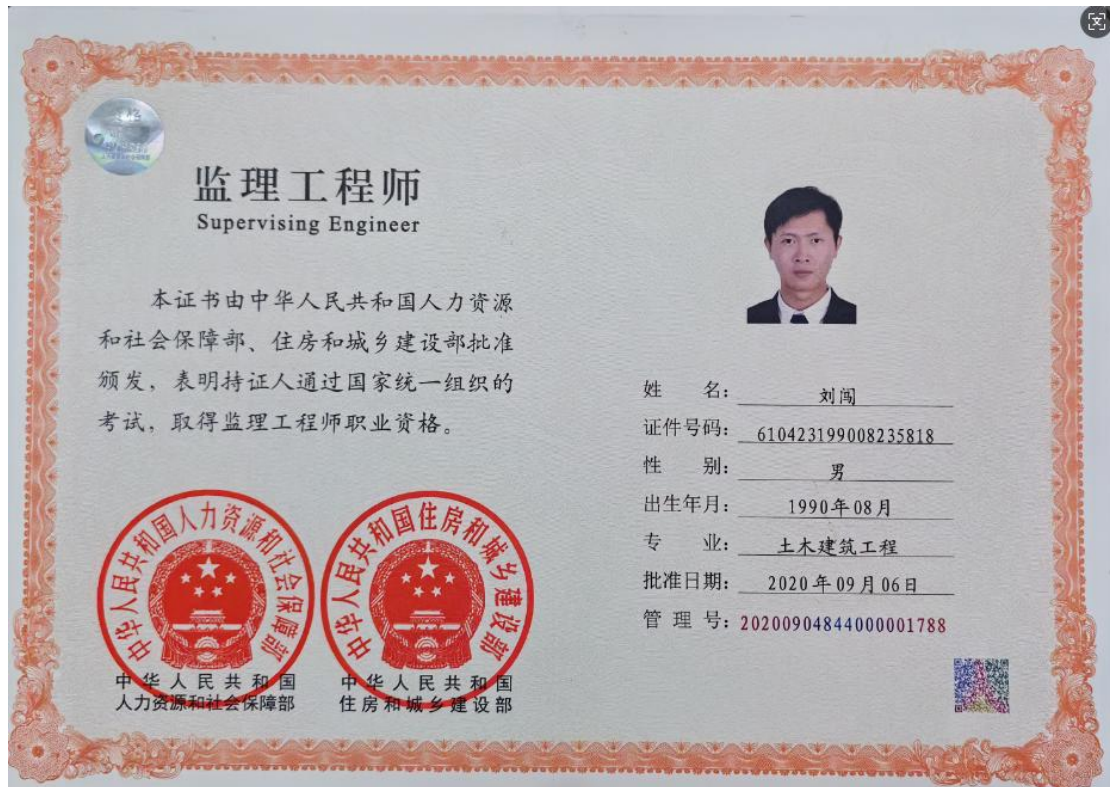 监理工程师
Supervising Engineer
本证书由中华人民共和国人力资源
和社会保障部、住房和城乡建设部批准
颁发，表明持证人通过国家统一组织的
考试，取得监理工程师职业资格。
中华人民共和国人力资源和社会保障部
中华人民共和国住房和城乡建设部
中华人民共和国
人力资源和社会保障部
中华人民共和国
住房和城乡建设部
姓 名：刘闯
证件号码：610423199008235818
性 别：男
出生年月：1990年08月
专 业：土木建筑工程
批准日期：2020年09月06日
管 理 号：20200904844000001788